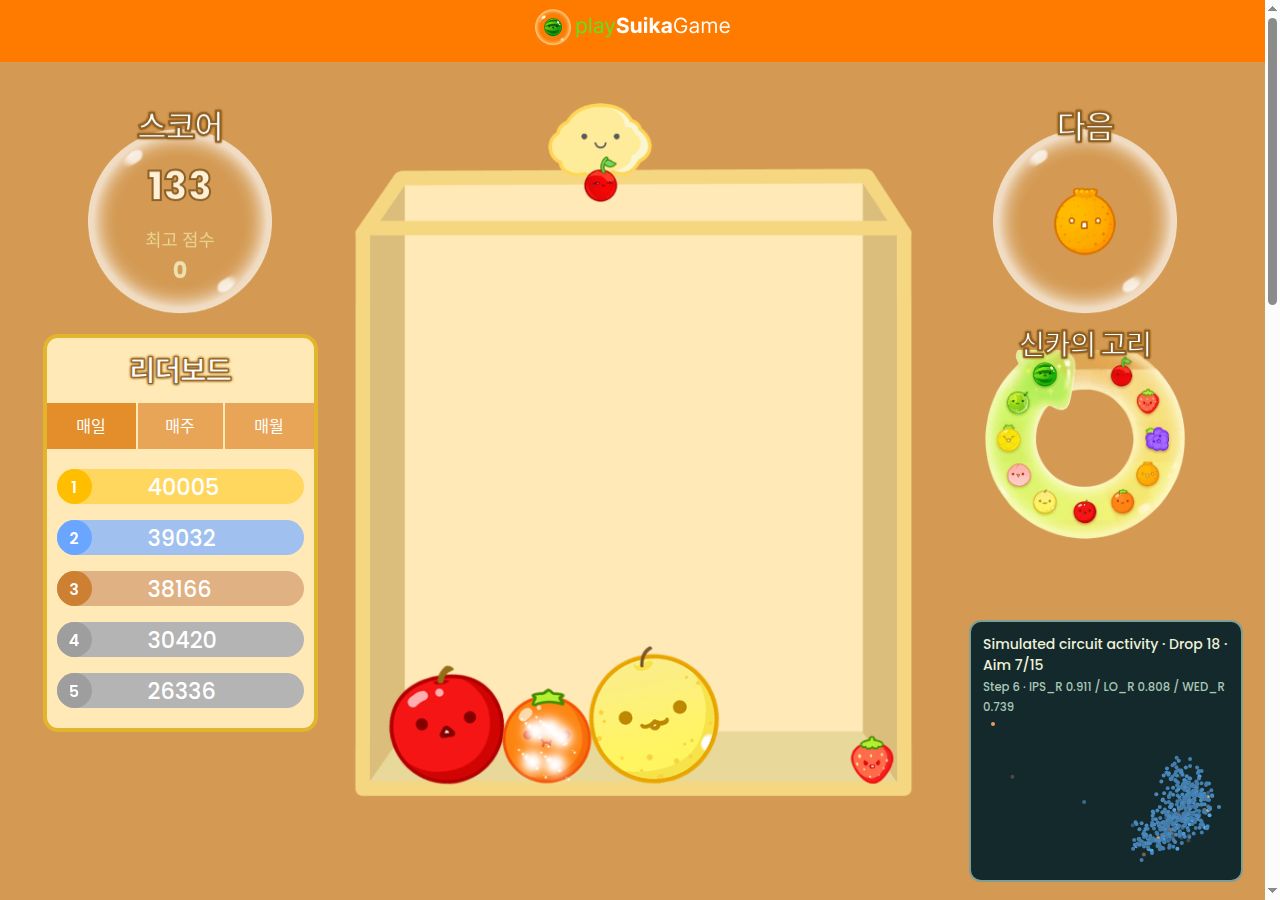 playSuikaGame
스코어
133
최고 점수
0
다음
신카의 고리
리더보드
매일 매주 매월
1 40005
2 39032
3 38166
4 30420
5 26336
Simulated circuit activity · Drop 18 ·
Aim 7/15
Step 6 · IPS_R 0.911 / LO_R 0.808 / WED_R
0.739